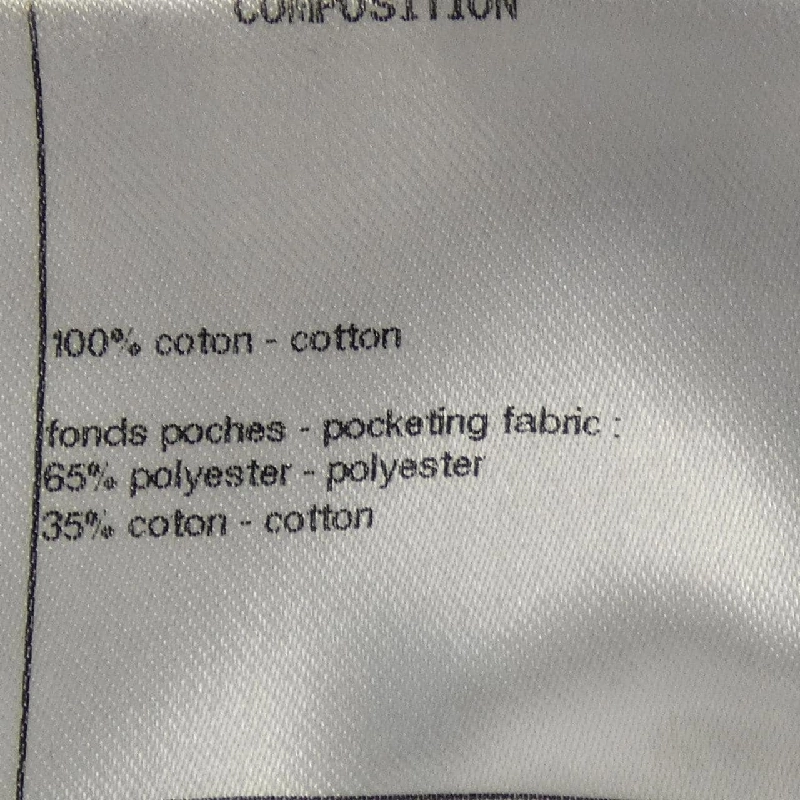 COMPOSITION
100% coton - cotton
fonds poches - pocketing fabric :
65% polyester - polyester
35% coton - cotton